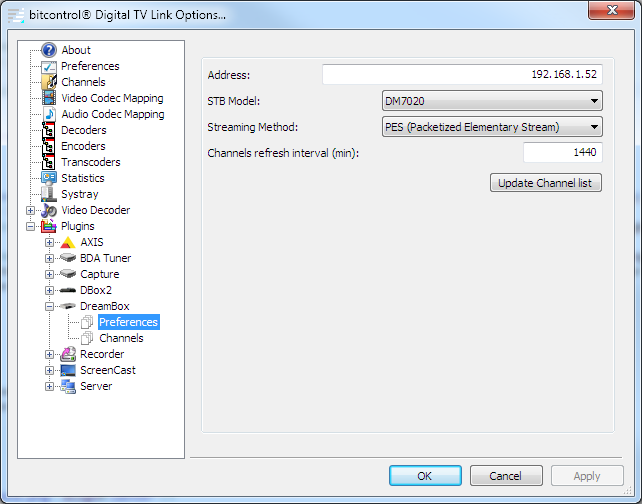 bitcontrol® Digital TV Link Options...
About
Preferences
Channels
Video Codec Mapping
Audio Codec Mapping
Decoders
Encoders
Transcoders
Statistics
Systray
Video Decoder
Plugins
AXIS
BDA Tuner
Capture
DBox2
DreamBox
Preferences
Channels
Recorder
ScreenCast
Server
Address: 192.168.1.52
STB Model: DM7020
Streaming Method: PES (Packetized Elementary Stream)
Channels refresh interval (min): 1440
Update Channel list
OK Cancel Apply